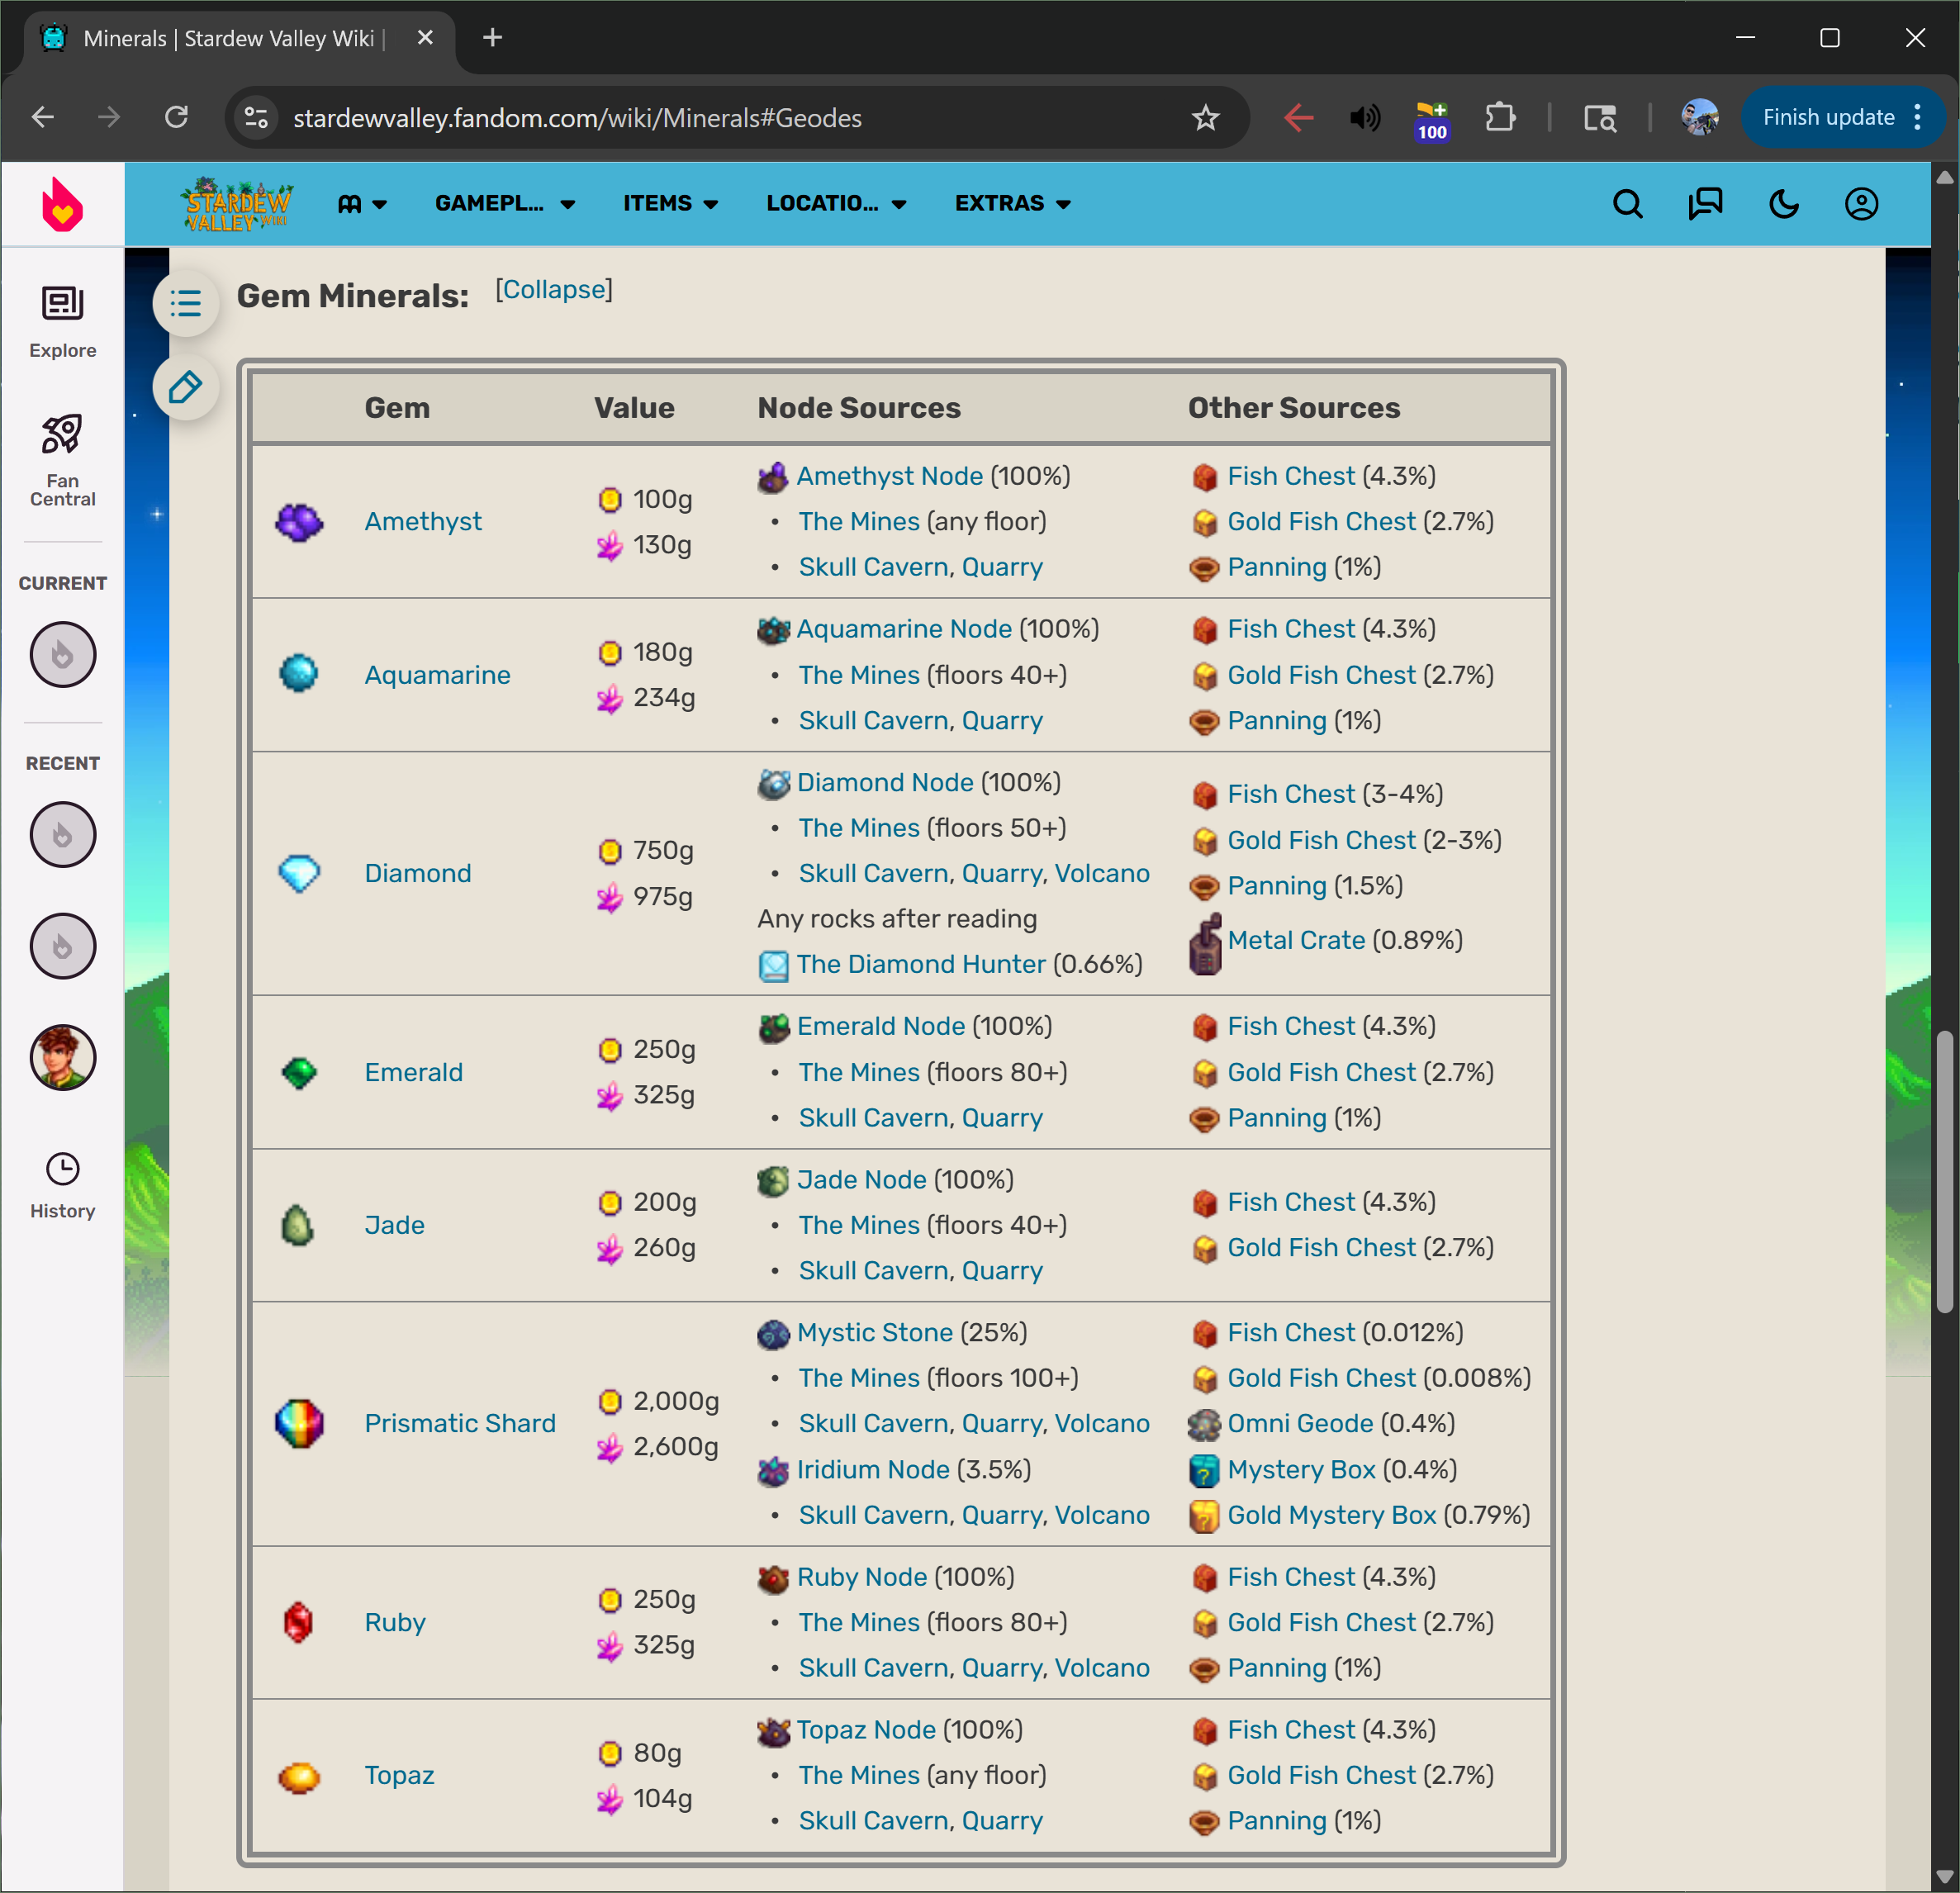 Minerals | Stardew Valley Wiki |
stardewvalley.fandom.com/wiki/Minerals#Geodes
100
Finish update
STARDEW VALLEY WIKI
GAMEPL...
ITEMS
LOCATIO...
EXTRAS
Explore
Fan
Central
CURRENT
RECENT
History
Gem Minerals: [Collapse]
Gem Value Node Sources Other Sources
Amethyst
100g
130g
Amethyst Node (100%)
• The Mines (any floor)
• Skull Cavern, Quarry
Fish Chest (4.3%)
Gold Fish Chest (2.7%)
Panning (1%)
Aquamarine
180g
234g
Aquamarine Node (100%)
• The Mines (floors 40+)
• Skull Cavern, Quarry
Fish Chest (4.3%)
Gold Fish Chest (2.7%)
Panning (1%)
Diamond
750g
975g
Diamond Node (100%)
• The Mines (floors 50+)
• Skull Cavern, Quarry, Volcano
Any rocks after reading
The Diamond Hunter (0.66%)
Fish Chest (3-4%)
Gold Fish Chest (2-3%)
Panning (1.5%)
Metal Crate (0.89%)
Emerald
250g
325g
Emerald Node (100%)
• The Mines (floors 80+)
• Skull Cavern, Quarry
Fish Chest (4.3%)
Gold Fish Chest (2.7%)
Panning (1%)
Jade
200g
260g
Jade Node (100%)
• The Mines (floors 40+)
• Skull Cavern, Quarry
Fish Chest (4.3%)
Gold Fish Chest (2.7%)
Prismatic Shard
2,000g
2,600g
Mystic Stone (25%)
• The Mines (floors 100+)
• Skull Cavern, Quarry, Volcano
Iridium Node (3.5%)
• Skull Cavern, Quarry, Volcano
Fish Chest (0.012%)
Gold Fish Chest (0.008%)
Omni Geode (0.4%)
Mystery Box (0.4%)
Gold Mystery Box (0.79%)
Ruby
250g
325g
Ruby Node (100%)
• The Mines (floors 80+)
• Skull Cavern, Quarry, Volcano
Fish Chest (4.3%)
Gold Fish Chest (2.7%)
Panning (1%)
Topaz
80g
104g
Topaz Node (100%)
• The Mines (any floor)
• Skull Cavern, Quarry
Fish Chest (4.3%)
Gold Fish Chest (2.7%)
Panning (1%)